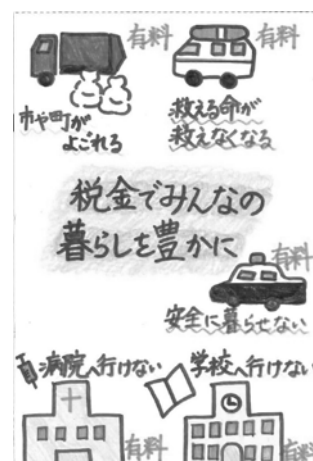 有料
有料
市や町が
よごれる
救える命が
救えなくなる
税金でみんなの
暮らしを豊かに
有料
安全に暮らせない
病院へ行けない
学校へ行けない
有料
有料